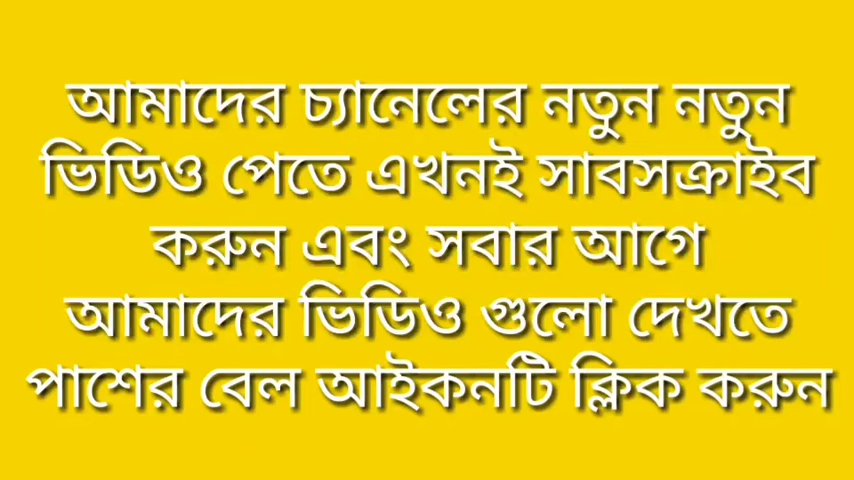 আমাদের চ্যানেলের নতুন নতুন
ভিডিও পেতে এখনই সাবসক্রাইব
করুন এবং সবার আগে
আমাদের ভিডিও গুলো দেখতে
পাশের বেল আইকনটি ক্লিক করুন